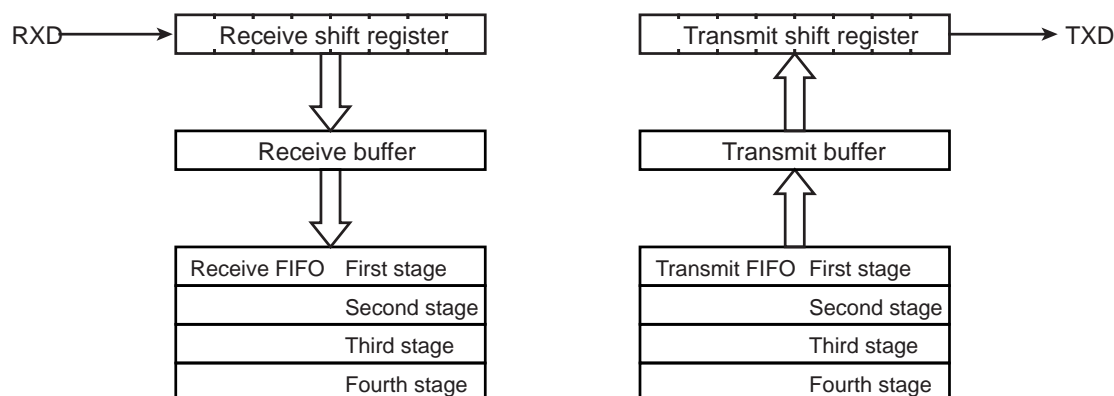 RXD
Receive shift register
Receive buffer
Receive FIFO First stage
Second stage
Third stage
Fourth stage
Transmit shift register
TXD
Transmit buffer
Transmit FIFO First stage
Second stage
Third stage
Fourth stage